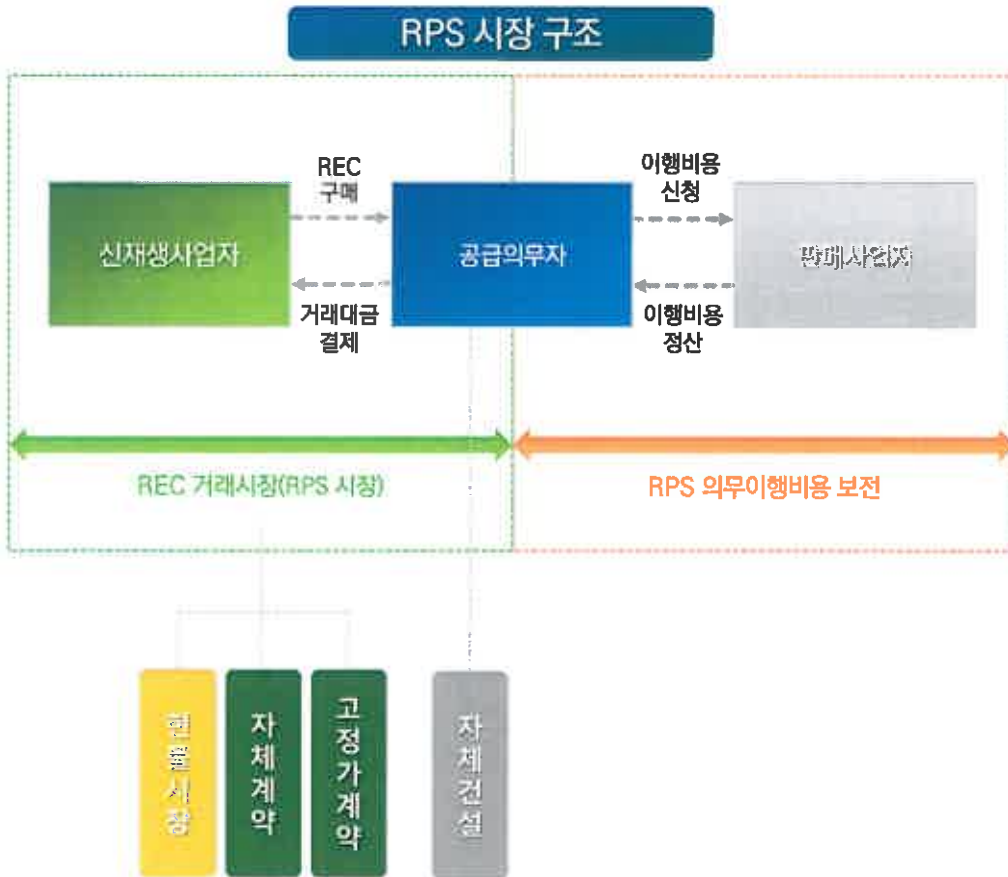 RPS 시장 구조
REC
구매
이행비용
신청
신재생사업자
공급의무자
판매사업자
거래대금
결제
이행비용
정산
REC 거래시장(RPS 시장)
RPS 의무이행비용 보전
현물시장
자체계약
고정가계약
자체건설